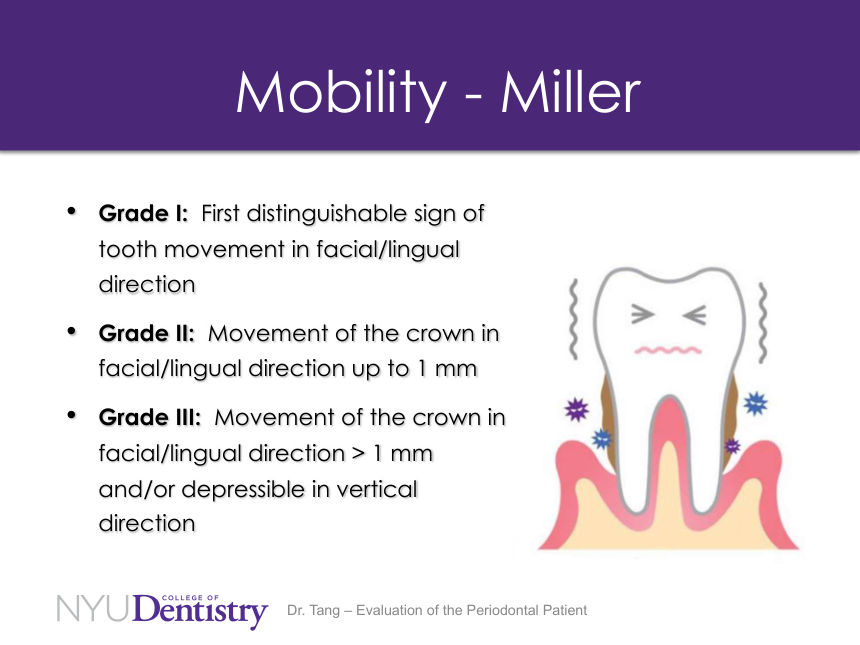 Mobility - Miller
• Grade I: First distinguishable sign of
tooth movement in facial/lingual
direction
• Grade II: Movement of the crown in
facial/lingual direction up to 1 mm
• Grade III: Movement of the crown in
facial/lingual direction > 1 mm
and/or depressible in vertical
direction
NYU COLLEGE OF Dentistry
Dr. Tang – Evaluation of the Periodontal Patient